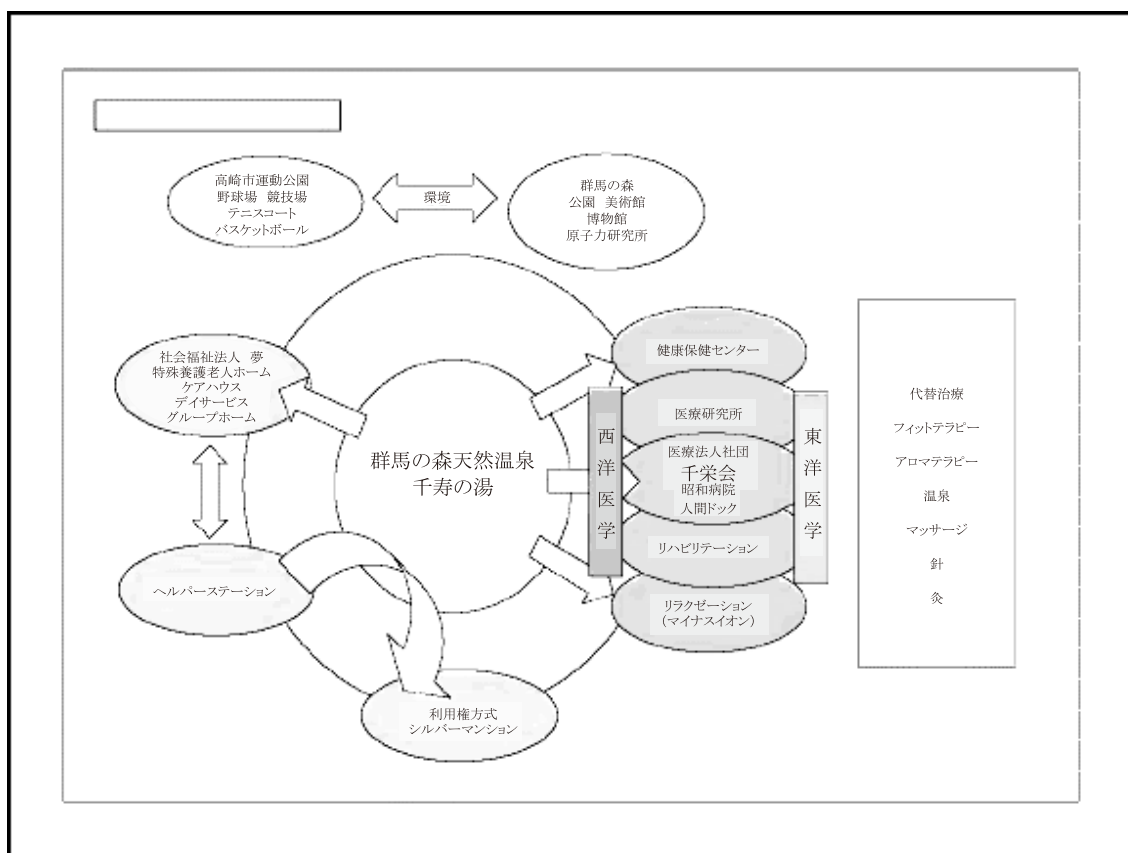 高崎市運動公園
野球場 競技場
テニスコート
バスケットボール
環境
群馬の森
公園 美術館
博物館
原子力研究所
社会福祉法人 夢
特殊養護老人ホーム
ケアハウス
デイサービス
グループホーム
群馬の森天然温泉
千寿の湯
ヘルパーステーション
利用権方式
シルバーマンション
健康保健センター
医療研究所
医療法人社団
千栄会
昭和病院
人間ドック
リハビリテーション
リラクゼーション
(マイナスイオン)
西洋医学
東洋医学
代替治療
フィットテラピー
アロマテラピー
温泉
マッサージ
針
灸